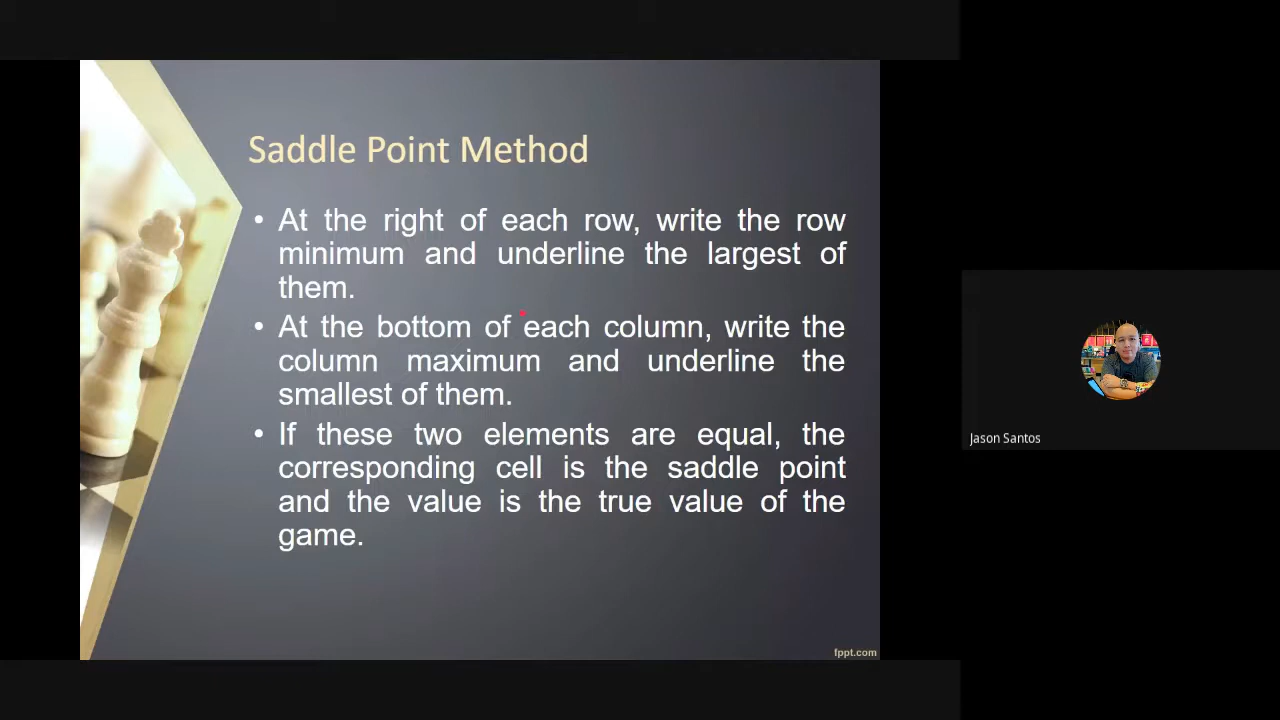 Saddle Point Method
• At the right of each row, write the row
minimum and underline the largest of
them.
• At the bottom of each column, write the
column maximum and underline the
smallest of them.
• If these two elements are equal, the
corresponding cell is the saddle point
and the value is the true value of the
game.
fppt.com
Jason Santos